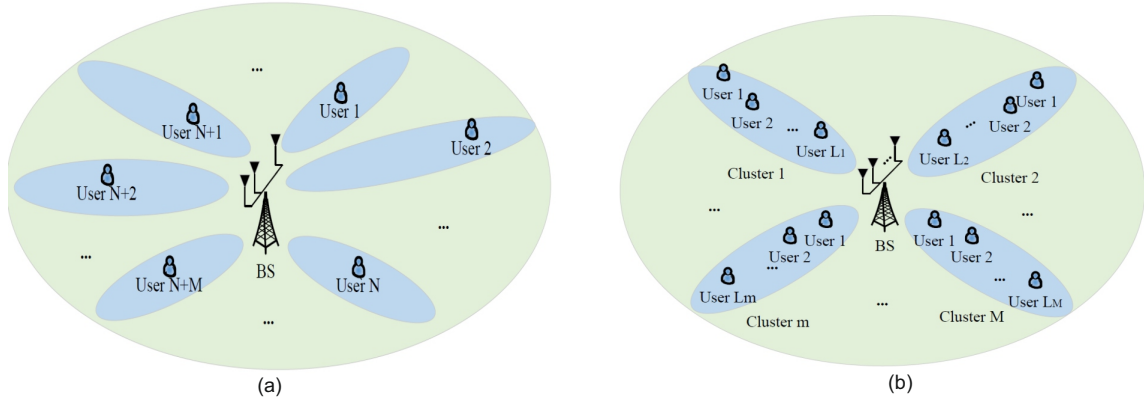 ...
User 1
User N+1
User 2
User N+2
...
...
User N+M
BS
User N
...
(a)
User 1
User 2
...
User L1
Cluster 1
User 1
User 2
...
User L2
Cluster 2
...
...
...
BS
User 1
User 2
...
User Lm
Cluster m
User 1
User 2
...
User LM
Cluster M
...
(b)